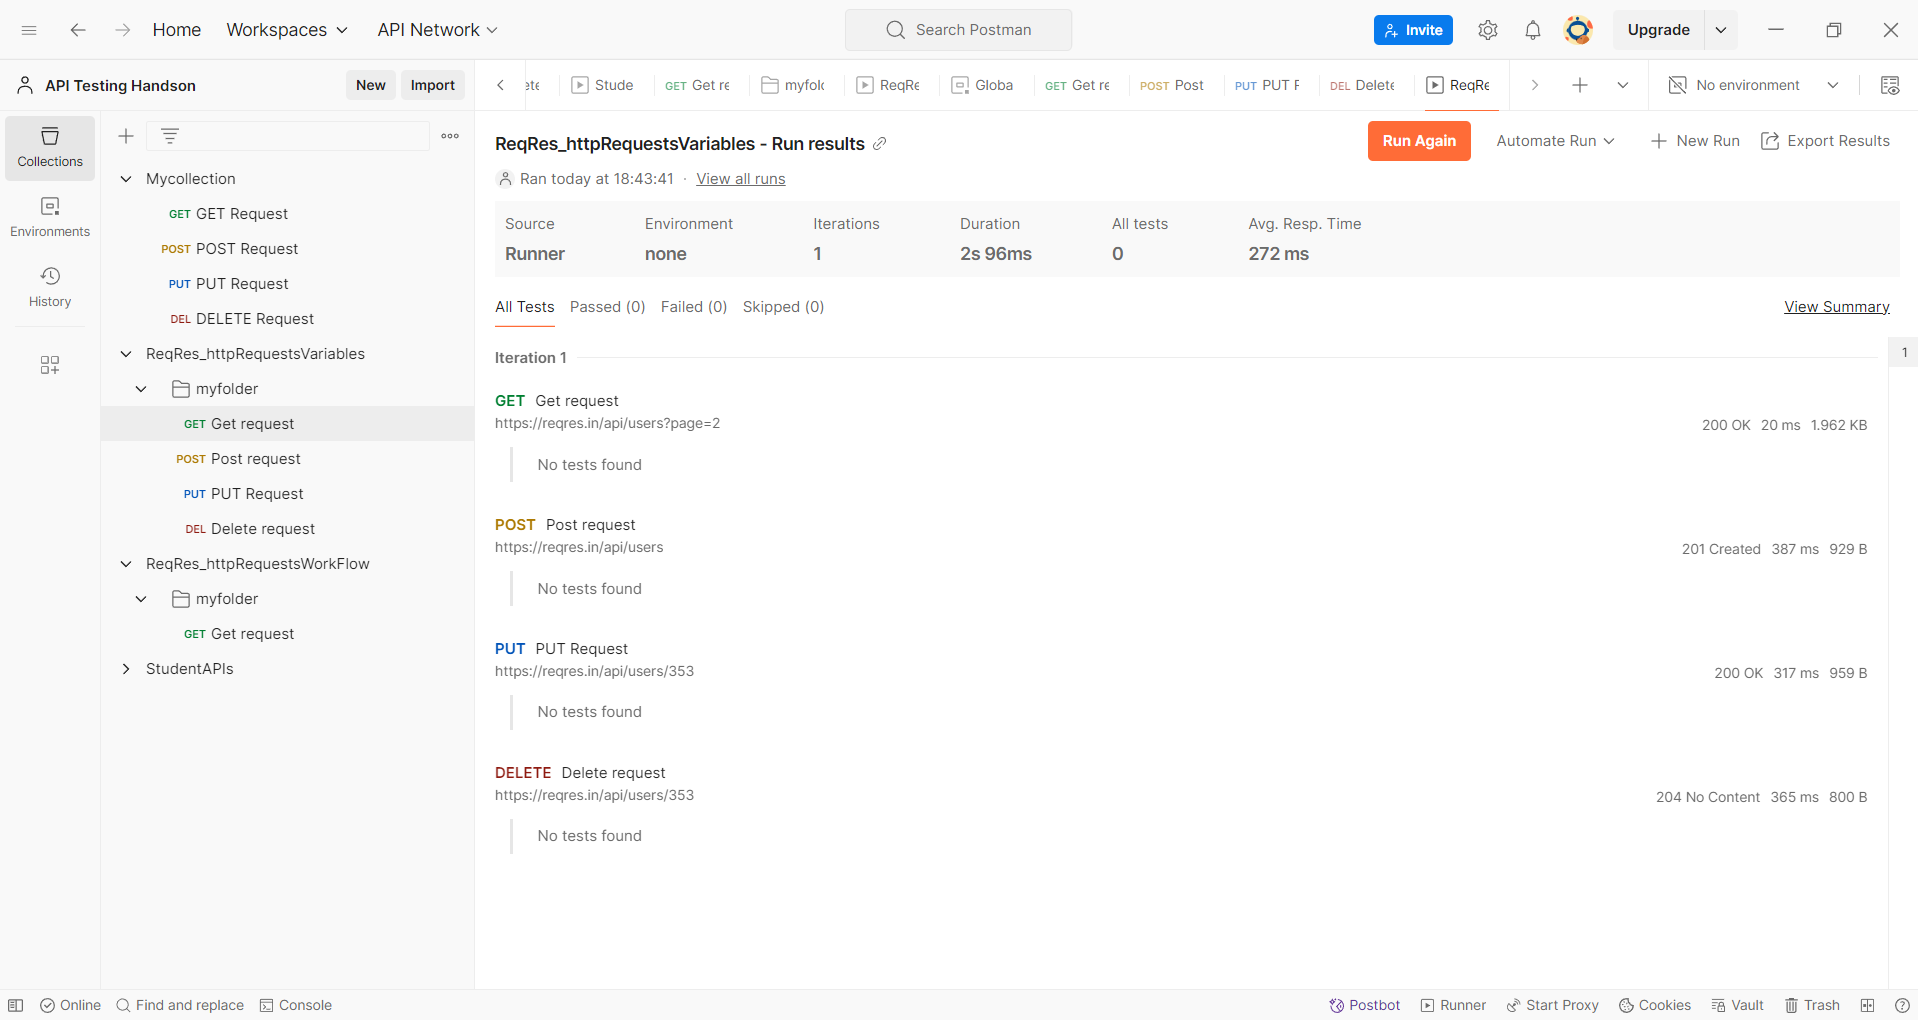 Home Workspaces API Network Search Postman Invite Upgrade
API Testing Handson New Import
ete Stude GET Get re myfolc ReqRe Globa GET Get re POST Post PUT PUT F DEL Delete ReqRe No environment
Collections
Environments
History
Mycollection
GET GET Request
POST POST Request
PUT PUT Request
DEL DELETE Request
ReqRes_httpRequestsVariables
myfolder
GET Get request
POST Post request
PUT PUT Request
DEL Delete request
ReqRes_httpRequestsWorkFlow
myfolder
GET Get request
StudentAPIs
ReqRes_httpRequestsVariables - Run results
Run Again Automate Run New Run Export Results
Ran today at 18:43:41 · View all runs
Source Environment Iterations Duration All tests Avg. Resp. Time
Runner none 1 2s 96ms 0 272 ms
All Tests Passed (0) Failed (0) Skipped (0) View Summary
Iteration 1
1
GET Get request
https://reqres.in/api/users?page=2
200 OK 20 ms 1.962 KB
No tests found
POST Post request
https://reqres.in/api/users
201 Created 387 ms 929 B
No tests found
PUT PUT Request
https://reqres.in/api/users/353
200 OK 317 ms 959 B
No tests found
DELETE Delete request
https://reqres.in/api/users/353
204 No Content 365 ms 800 B
No tests found
Online Find and replace Console Postbot Runner Start Proxy Cookies Vault Trash